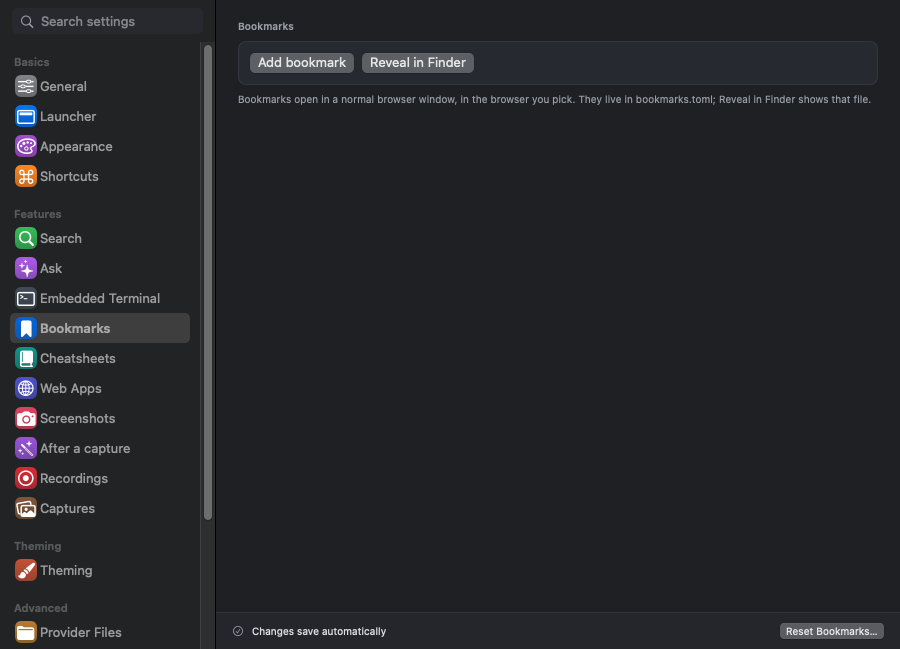 Search settings
Basics
General
Launcher
Appearance
Shortcuts
Features
Search
Ask
Embedded Terminal
Bookmarks
Cheatsheets
Web Apps
Screenshots
After a capture
Recordings
Captures
Theming
Theming
Advanced
Provider Files
Bookmarks
Add bookmark
Reveal in Finder
Bookmarks open in a normal browser window, in the browser you pick. They live in bookmarks.toml; Reveal in Finder shows that file.
Changes save automatically
Reset Bookmarks...